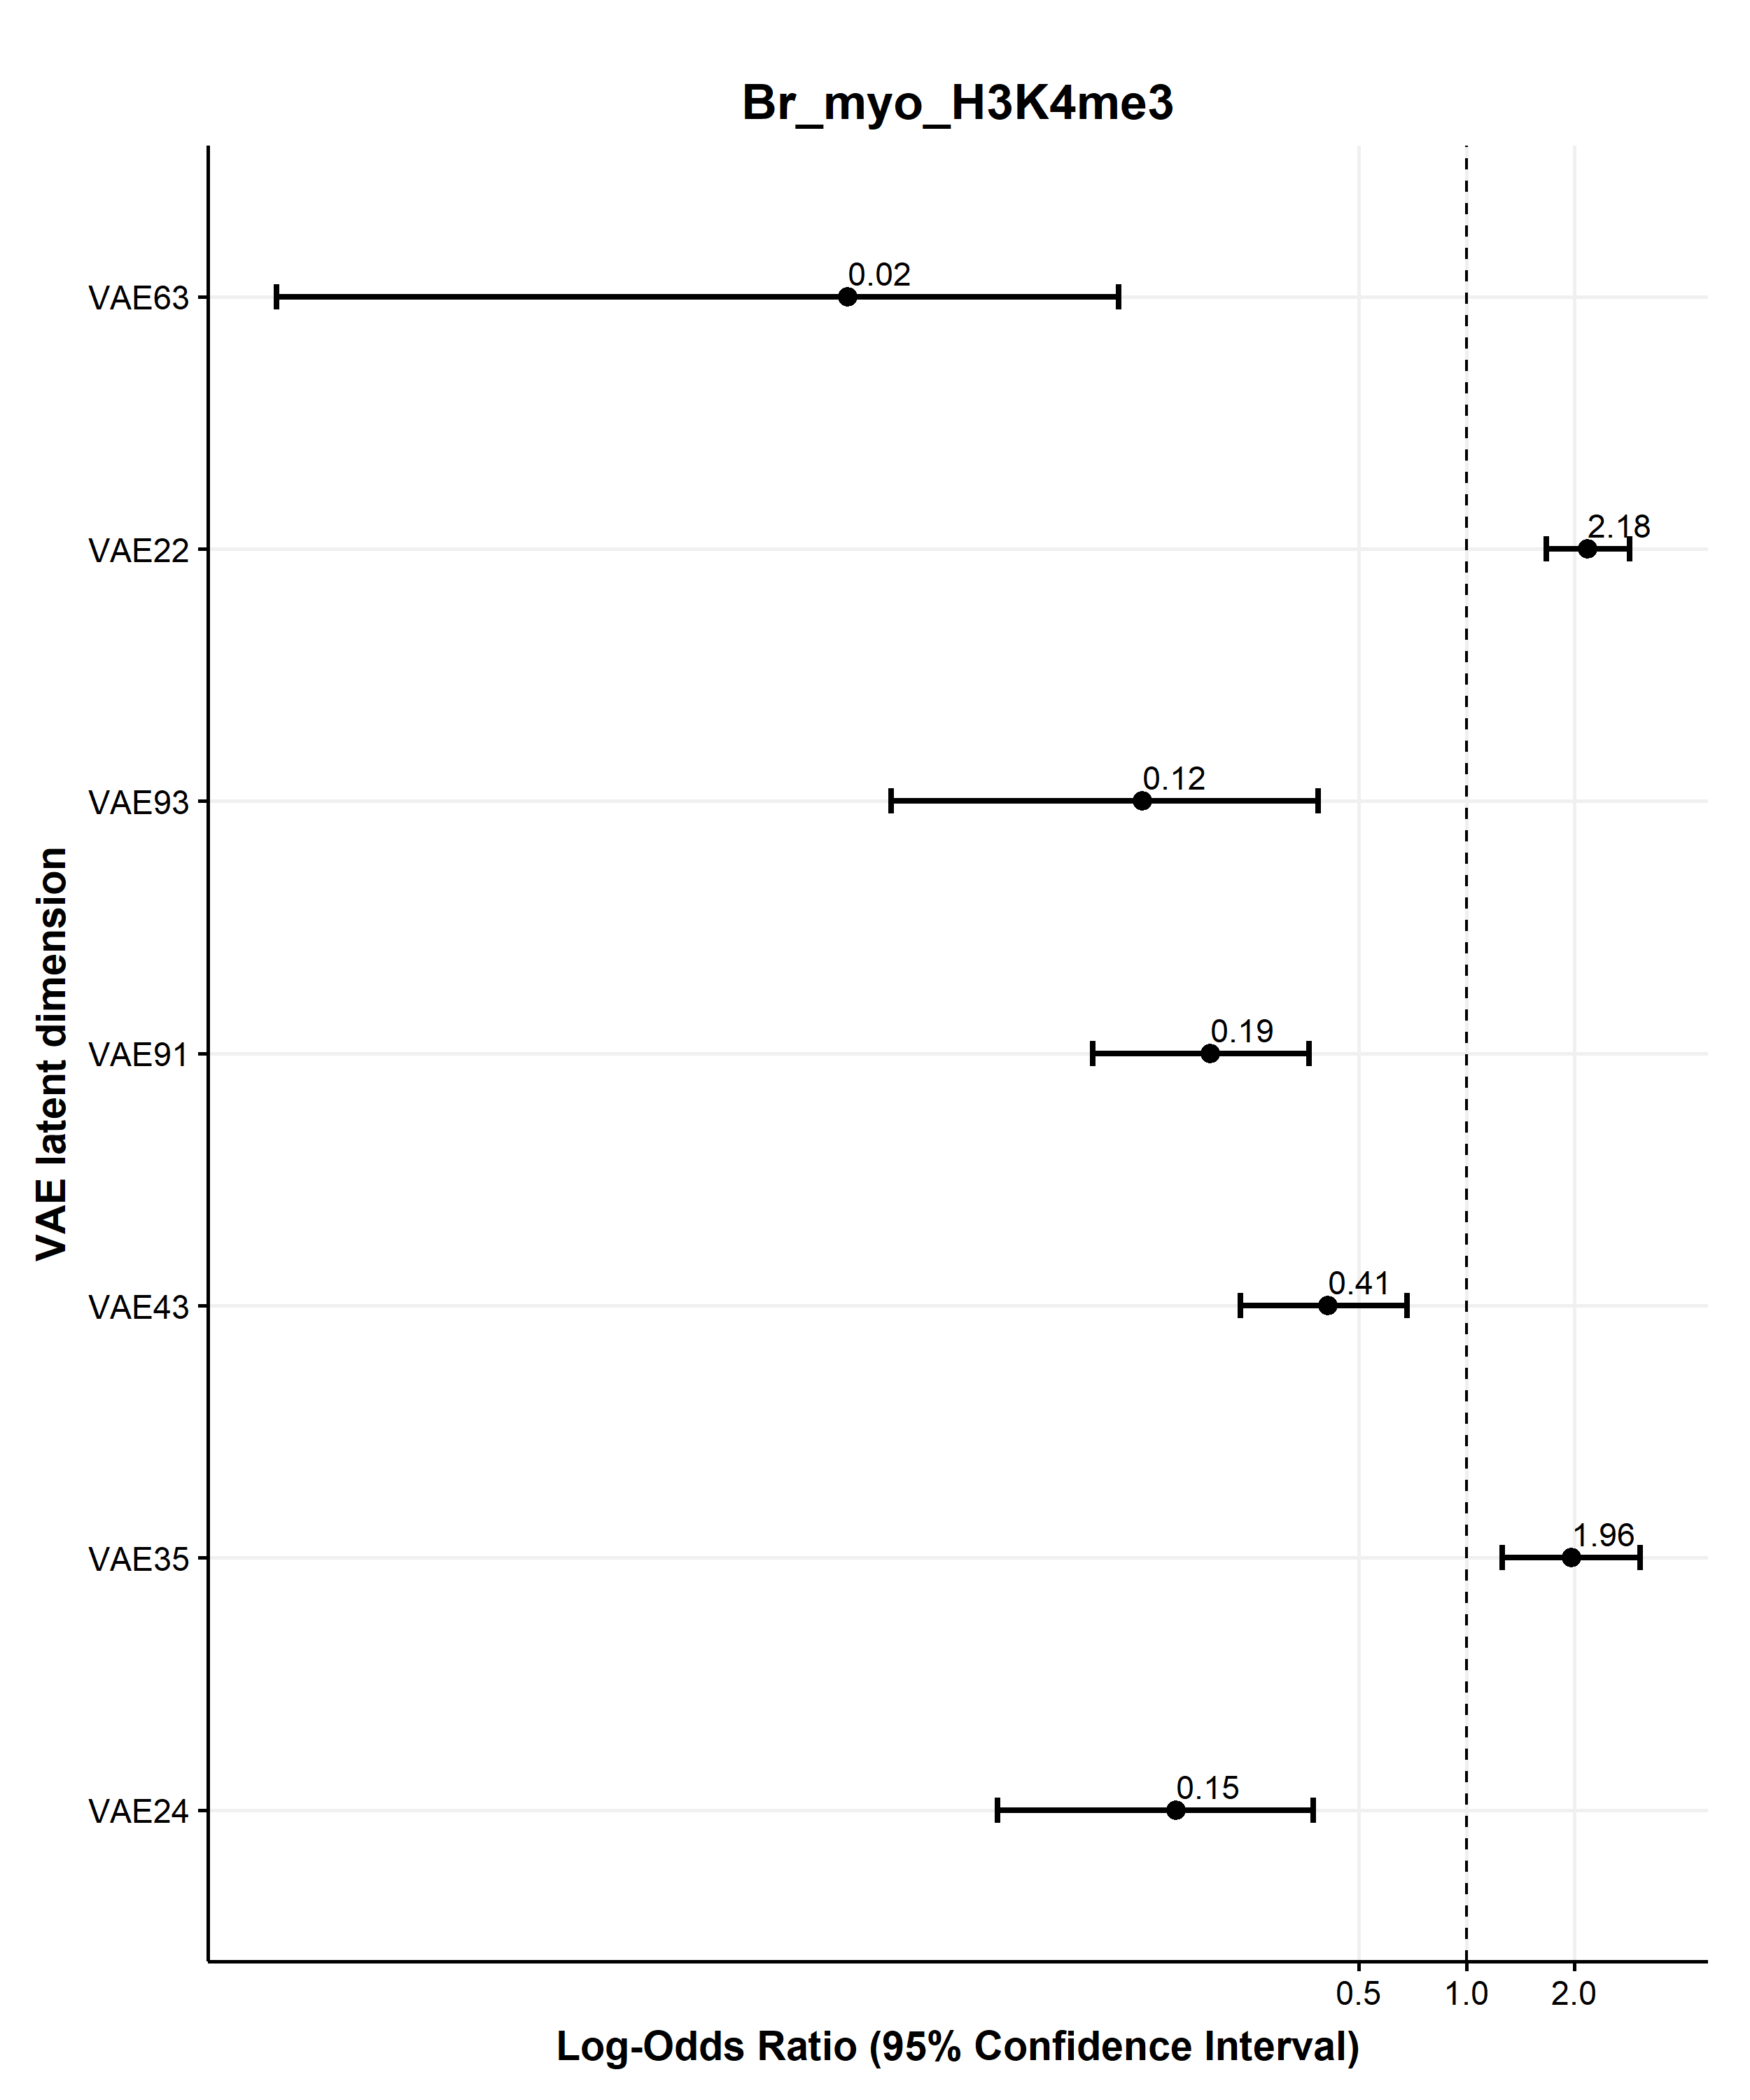 Br_myo_H3K4me3
VAE latent dimension
VAE63
0.02
VAE22
2.18
VAE93
0.12
VAE91
0.19
VAE43
0.41
VAE35
1.96
VAE24
0.15
0.5 1.0 2.0
Log-Odds Ratio (95% Confidence Interval)